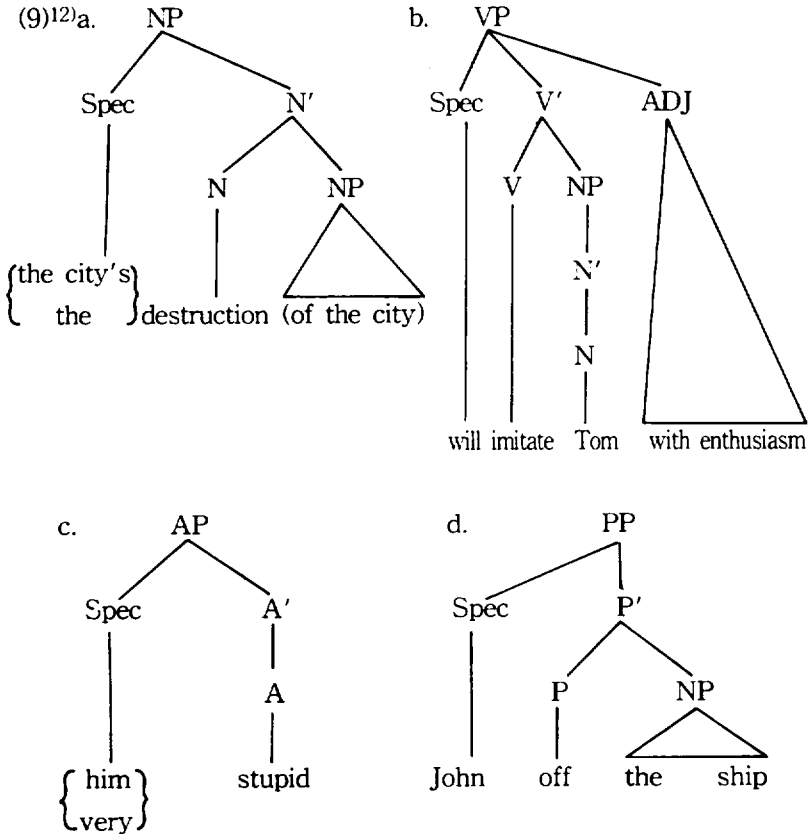 (9)¹²⁾a. NP b. VP
Spec N′ Spec V′ ADJ
N NP V NP
N′
{the city's}
{the} destruction (of the city)
N
will imitate Tom with enthusiasm
c. AP d. PP
Spec A′ Spec P′
A P NP
{him} stupid John off the ship
{very}